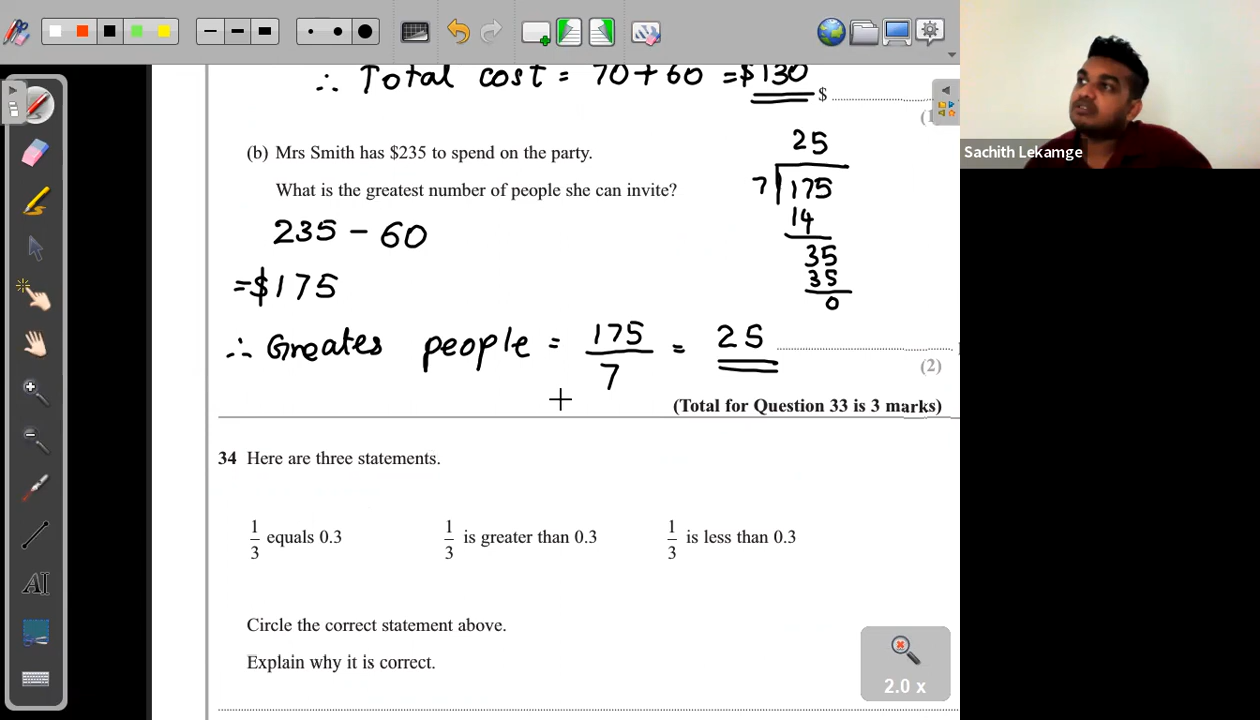 ∴ Total cost = 70 + 60 = $130
$ ..............................
(b) Mrs Smith has $235 to spend on the party.
What is the greatest number of people she can invite?
235 - 60
= $175
25
7 175
14
35
35
0
∴ Greates people = 175/7 = 25
(2)
(Total for Question 33 is 3 marks)
34 Here are three statements.
1/3 equals 0.3 1/3 is greater than 0.3 1/3 is less than 0.3
Circle the correct statement above.
Explain why it is correct.
2.0 x
Sachith Lekamge
AI